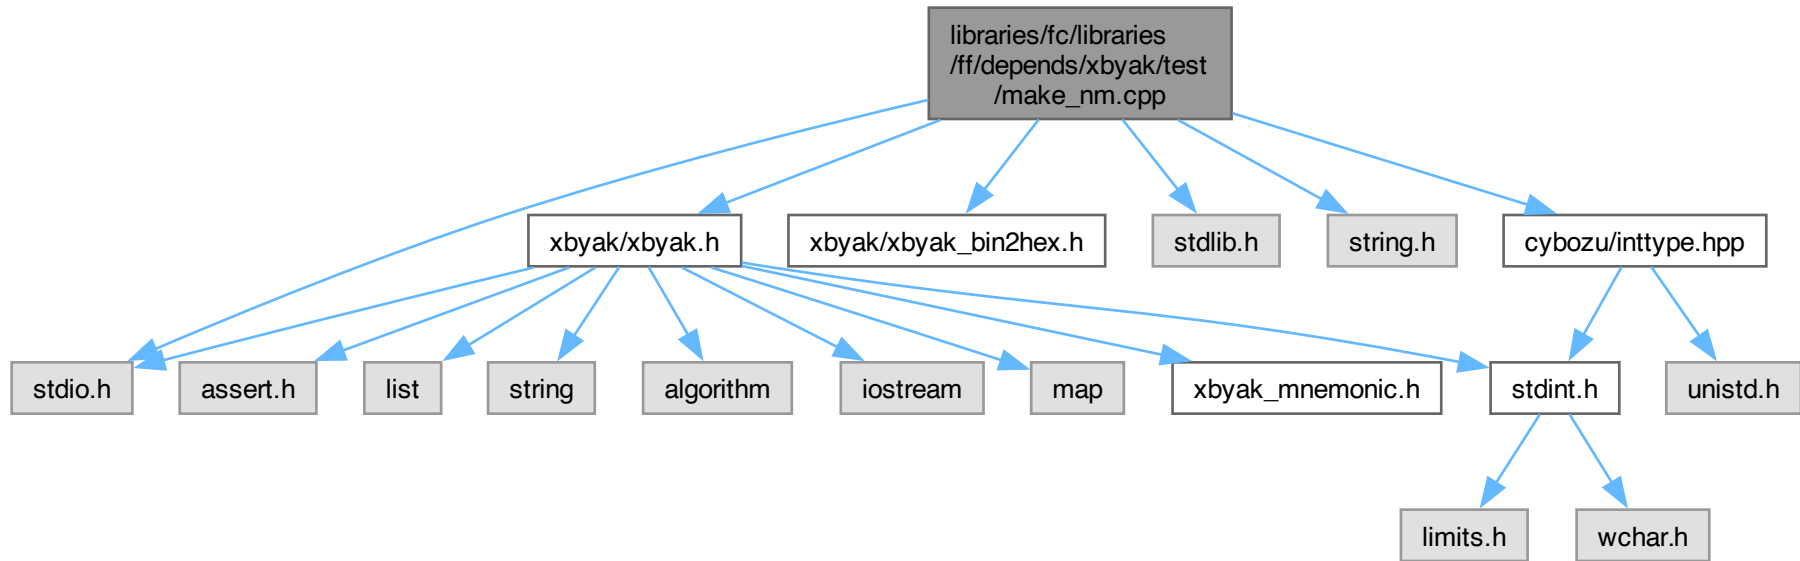 libraries/fc/libraries
/ff/depends/xbyak/test
/make_nm.cpp
xbyak/xbyak.h
xbyak/xbyak_bin2hex.h
stdlib.h
string.h
cybozu/inttype.hpp
stdio.h
assert.h
list
string
algorithm
iostream
map
xbyak_mnemonic.h
stdint.h
unistd.h
limits.h
wchar.h